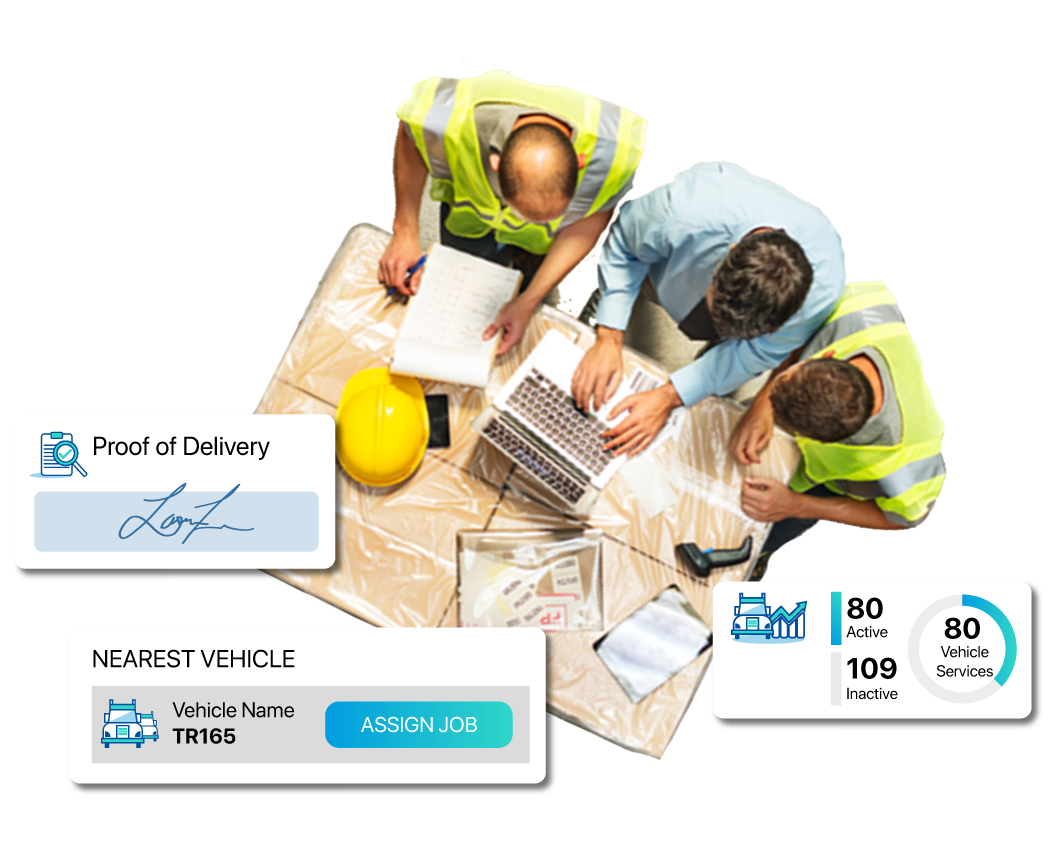 Proof of Delivery
NEAREST VEHICLE
Vehicle Name
TR165
ASSIGN JOB
80
Active
109
Inactive
80
Vehicle
Services